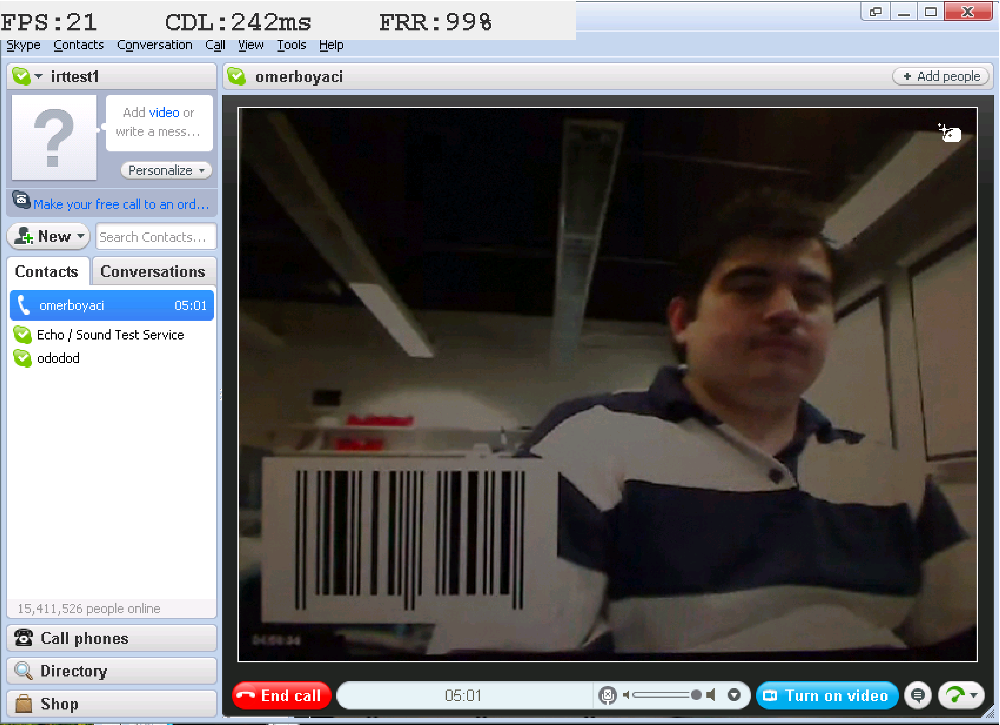 FPS:21 CDL:242ms FRR:99%
Skype Contacts Conversation Call View Tools Help
irttest1
omerboyaci
+ Add people
Add video or
write a mess...
Personalize
Make your free call to an ord...
New
Search Contacts...
Contacts Conversations
omerboyaci 05:01
Echo / Sound Test Service
ododod
15,411,526 people online
Call phones
Directory
Shop
End call
05:01
Turn on video